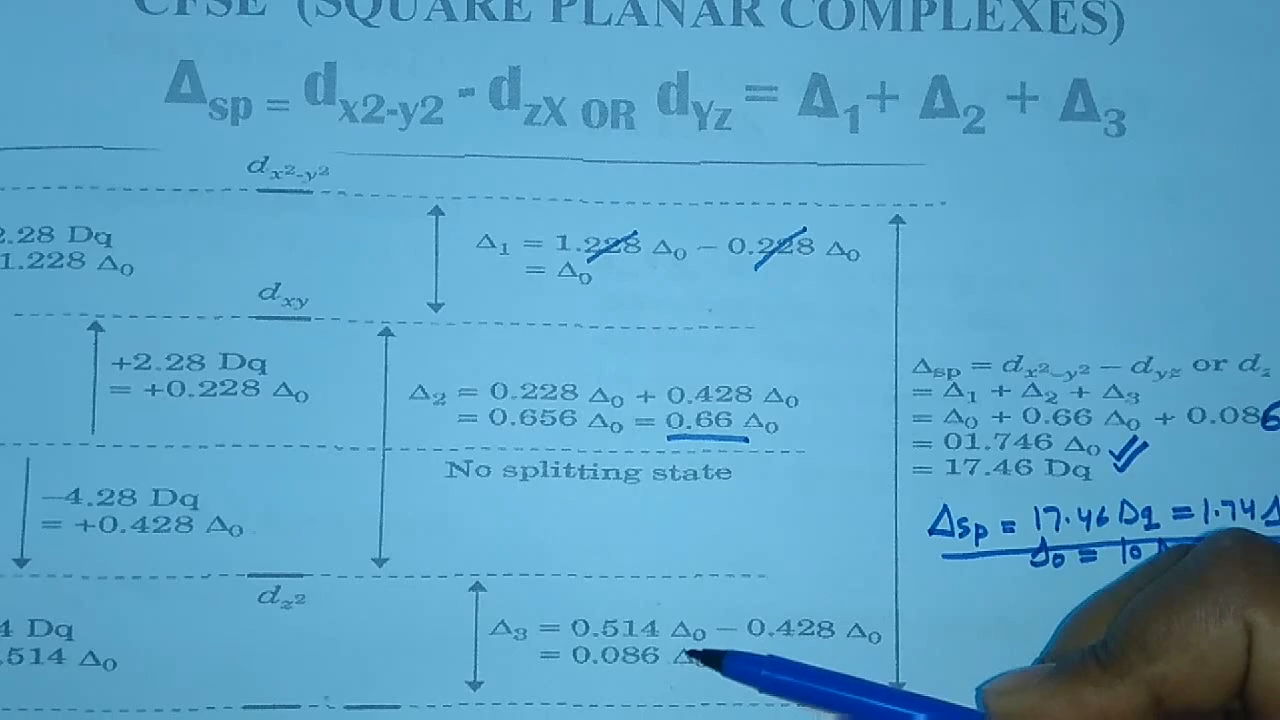 CFSE (SQUARE PLANAR COMPLEXES)
Δsp = dx2-y2 - dzX OR dYz = Δ1 + Δ2 + Δ3
dx²-y²
2.28 Dq
1.228 Δ0
Δ1 = 1.228 Δ0 − 0.228 Δ0
= Δ0
dxy
+2.28 Dq
= +0.228 Δ0
Δ2 = 0.228 Δ0 + 0.428 Δ0
= 0.656 Δ0 = 0.66 Δ0
No splitting state
−4.28 Dq
= +0.428 Δ0
dz²
4 Dq
.514 Δ0
Δ3 = 0.514 Δ0 − 0.428 Δ0
= 0.086 Δ
Δsp = dx²-y² − dyz or dz
= Δ1 + Δ2 + Δ3
= Δ0 + 0.66 Δ0 + 0.086
= 01.746 Δ0
= 17.46 Dq
Δsp = 17.46 Dq = 1.74 Δ
Δ0 = 10